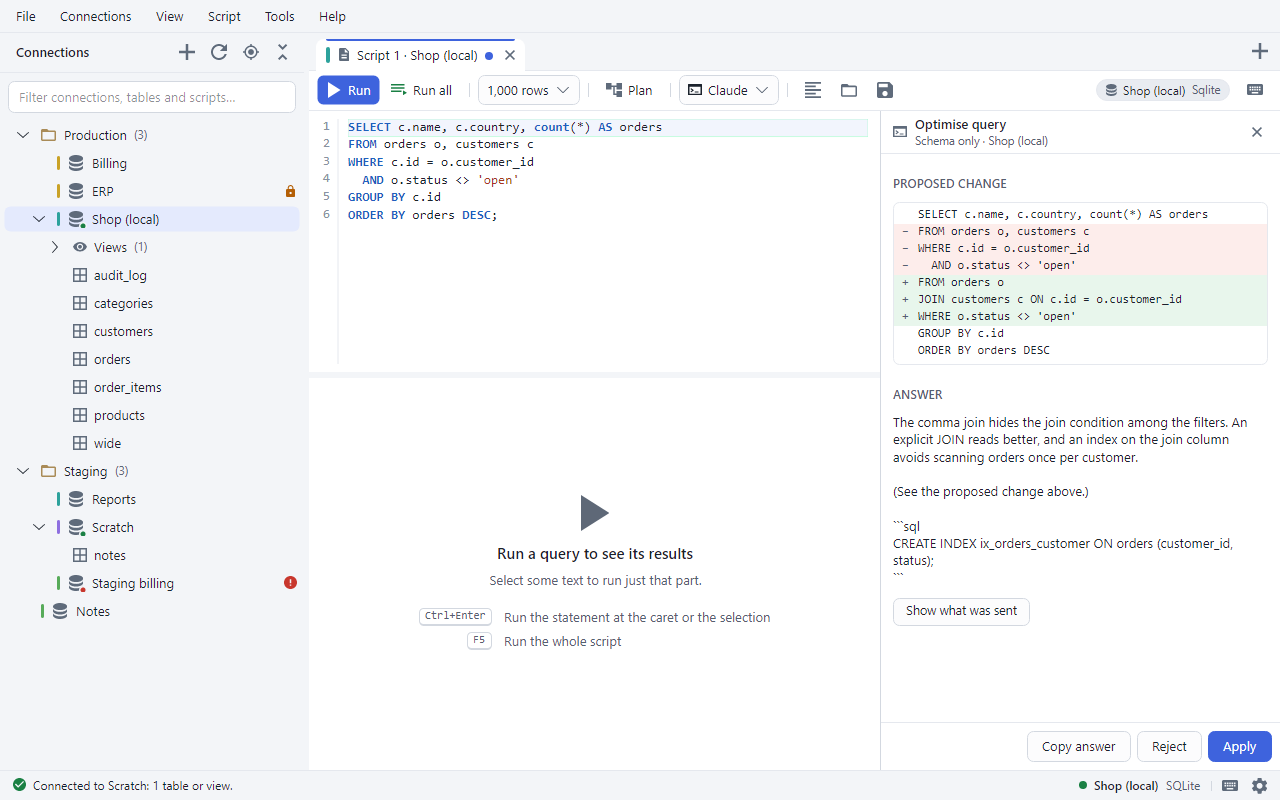 File Connections View Script Tools Help
Connections
Script 1 · Shop (local)
Filter connections, tables and scripts...
Run
Run all
1,000 rows
Plan
Claude
Shop (local) Sqlite
Production (3)
Billing
ERP
Shop (local)
Views (1)
audit_log
categories
customers
orders
order_items
products
wide
Staging (3)
Reports
Scratch
notes
Staging billing
Notes
1 SELECT c.name, c.country, count(*) AS orders
2 FROM orders o, customers c
3 WHERE c.id = o.customer_id
4 AND o.status <> 'open'
5 GROUP BY c.id
6 ORDER BY orders DESC;
Run a query to see its results
Select some text to run just that part.
Ctrl+Enter Run the statement at the caret or the selection
F5 Run the whole script
Optimise query
Schema only · Shop (local)
PROPOSED CHANGE
SELECT c.name, c.country, count(*) AS orders
- FROM orders o, customers c
- WHERE c.id = o.customer_id
- AND o.status <> 'open'
+ FROM orders o
+ JOIN customers c ON c.id = o.customer_id
+ WHERE o.status <> 'open'
GROUP BY c.id
ORDER BY orders DESC
ANSWER
The comma join hides the join condition among the filters. An
explicit JOIN reads better, and an index on the join column
avoids scanning orders once per customer.
(See the proposed change above.)
```sql
CREATE INDEX ix_orders_customer ON orders (customer_id,
status);
```
Show what was sent
Copy answer
Reject
Apply
Connected to Scratch: 1 table or view.
Shop (local) SQLite